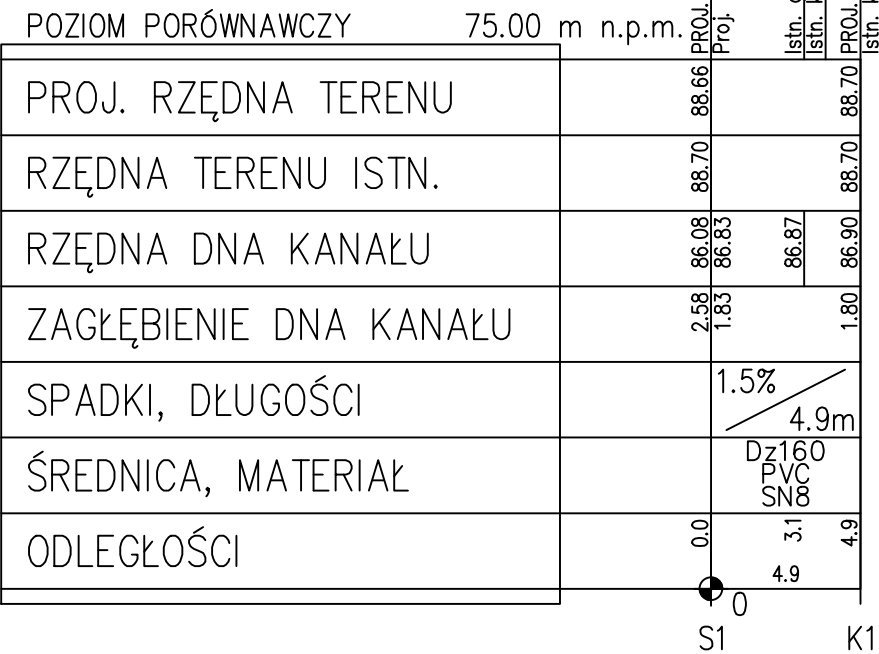 POZIOM PORÓWNAWCZY 75.00 m n.p.m. PROJ. Proj. Istn. Istn. PROJ. Istn.
PROJ. RZĘDNA TERENU 88.66 88.70
RZĘDNA TERENU ISTN. 88.70 88.70
RZĘDNA DNA KANAŁU 86.08 86.83 86.87 86.90
ZAGŁĘBIENIE DNA KANAŁU 2.58 1.83 1.80
SPADKI, DŁUGOŚCI 1.5% 4.9m
ŚREDNICA, MATERIAŁ Dz160
PVC
SN8
ODLEGŁOŚCI 0.0 3.1 4.9
4.9
0
S1 K1